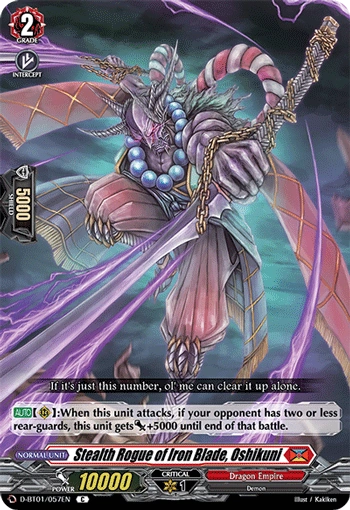 2
GRADE
INTERCEPT
5000
SHIELD
If it's just this number, ol' me can clear it up alone.
AUTO【 】:When this unit attacks, if your opponent has two or less
rear-guards, this unit gets +5000 until end of that battle.
NORMAL UNIT
Stealth Rogue of Iron Blade, Oshikuni
POWER
10000
CRITICAL
1
Dragon Empire
Demon
D-BT01/057EN C
Illust / Kakiken